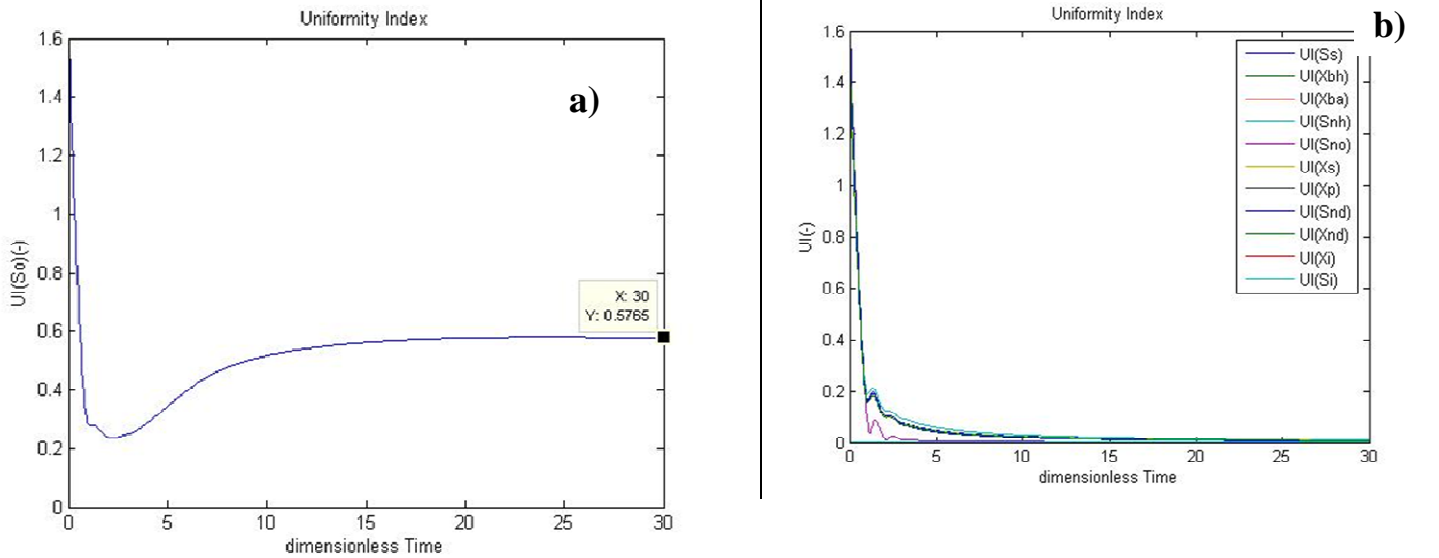 Uniformity Index
1.6
1.4
1.2
1
0.8
0.6
0.4
0.2
0
UI(So)(-)
a)
X: 30
Y: 0.5765
0 5 10 15 20 25 30
dimensionless Time
Uniformity Index
b)
1.6
1.4
1.2
1
0.8
0.6
0.4
0.2
0
UI(-)
UI(Ss)
UI(Xbh)
UI(Xba)
UI(Snh)
UI(Sno)
UI(Xs)
UI(Xp)
UI(Snd)
UI(Xnd)
UI(Xi)
UI(Si)
0 5 10 15 20 25 30
dimensionless Time